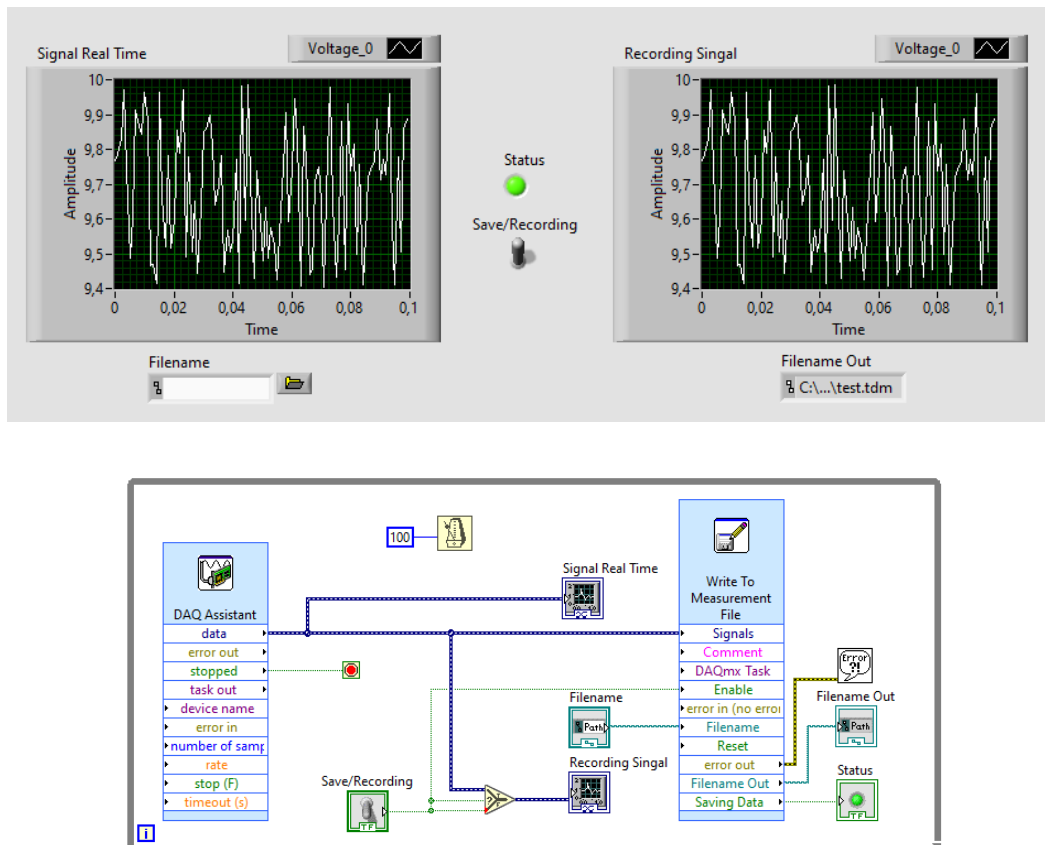 Signal Real Time
Voltage_0
10
9,9
9,8
9,7
9,6
9,5
9,4
Amplitude
0
0,02
0,04
0,06
0,08
0,1
Time
Filename
Status
Save/Recording
Recording Singal
Voltage_0
10
9,9
9,8
9,7
9,6
9,5
9,4
Amplitude
0
0,02
0,04
0,06
0,08
0,1
Time
Filename Out
C:\...\test.tdm
100
DAQ Assistant
data
error out
stopped
task out
device name
error in
number of samp
rate
stop (F)
timeout (s)
Signal Real Time
Filename
Path
Recording Singal
Save/Recording
TF
?
i
Write To
Measurement
File
Signals
Comment
DAQmx Task
Enable
error in (no erro
Filename
Reset
error out
Filename Out
Saving Data
Error
?!
Filename Out
Path
Status
TF